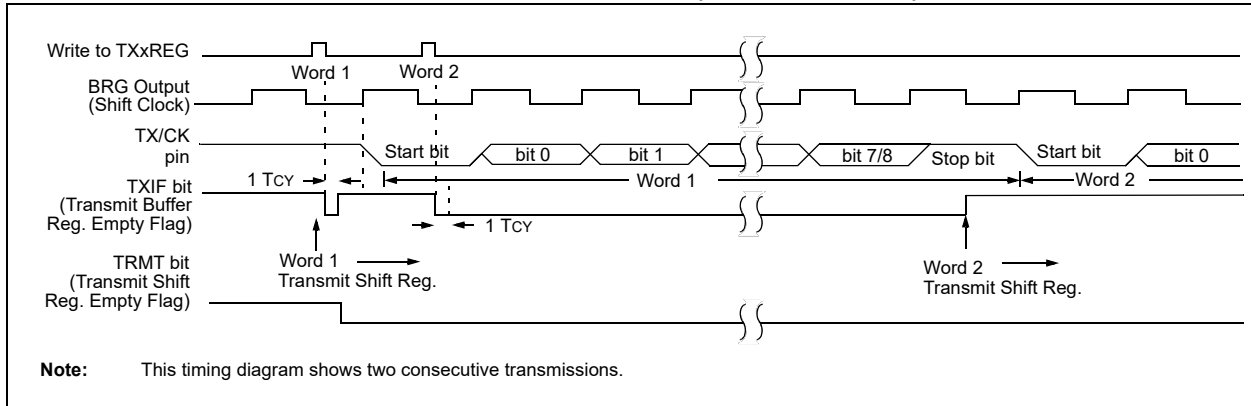 Write to TXxREG
Word 1
Word 2
BRG Output
(Shift Clock)
TX/CK
pin
Start bit
bit 0
bit 1
bit 7/8
Stop bit
Start bit
bit 0
Word 1
Word 2
1 TCY
TXIF bit
(Transmit Buffer
Reg. Empty Flag)
1 TCY
Word 1
Transmit Shift Reg.
Word 2
Transmit Shift Reg.
TRMT bit
(Transmit Shift
Reg. Empty Flag)
Note: This timing diagram shows two consecutive transmissions.